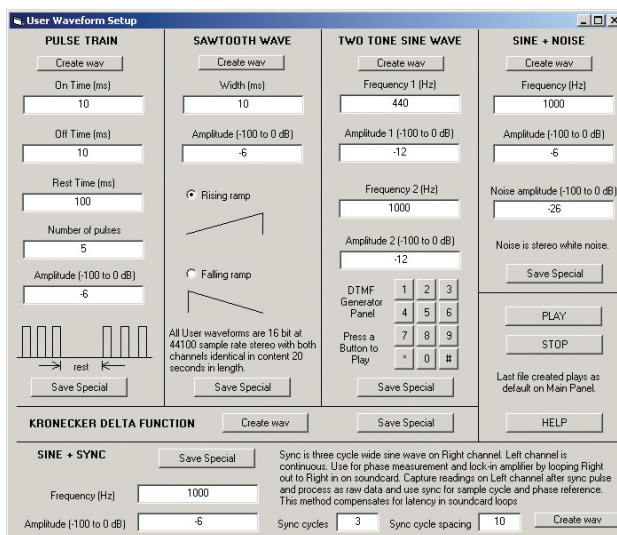 User Waveform Setup
PULSE TRAIN
Create wav
On Time (ms)
10
Off Time (ms)
10
Rest Time (ms)
100
Number of pulses
5
Amplitude (-100 to 0 dB)
-6
rest
Save Special
SAWTOOTH WAVE
Create wav
Width (ms)
10
Amplitude (-100 to 0 dB)
-6
Rising ramp
Falling ramp
All User waveforms are 16 bit at
44100 sample rate stereo with both
channels identical in content 20
seconds in length.
Save Special
TWO TONE SINE WAVE
Create wav
Frequency 1 (Hz)
440
Amplitude 1 (-100 to 0 dB)
-12
Frequency 2 (Hz)
1000
Amplitude 2 (-100 to 0 dB)
-12
DTMF
Generator
Panel
Press a
Button to
Play
1 2 3
4 5 6
7 8 9
* 0 #
Save Special
SINE + NOISE
Create wav
Frequency (Hz)
1000
Amplitude (-100 to 0 dB)
-6
Noise amplitude (-100 to 0 dB)
-26
Noise is stereo white noise.
Save Special
PLAY
STOP
Last file created plays as
default on Main Panel.
HELP
KRONECKER DELTA FUNCTION
Create wav
Save Special
SINE + SYNC
Save Special
Frequency (Hz)
1000
Amplitude (-100 to 0 dB)
-6
Sync is three cycle wide sine wave on Right channel. Left channel is
continuous. Use for phase measurement and lock-in amplifier by looping Right
out to Right in on soundcard. Capture readings on Left channel after sync pulse
and process as raw data and use sync for sample cycle and phase reference.
This method compensates for latency in soundcard loops
Sync cycles 3 Sync cycle spacing 10 Create wav